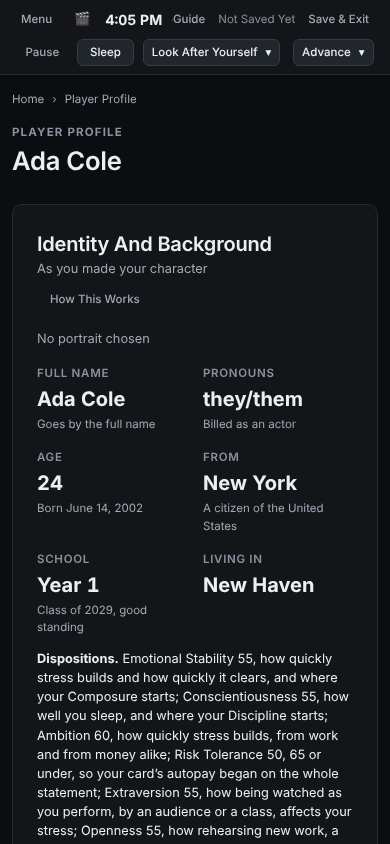 Menu 🎬 4:05 PM Guide Not Saved Yet Save & Exit
Pause Sleep Look After Yourself ▾ Advance ▾
Home › Player Profile
PLAYER PROFILE
Ada Cole
Identity And Background
As you made your character
How This Works
No portrait chosen
FULL NAME
Ada Cole
Goes by the full name
PRONOUNS
they/them
Billed as an actor
AGE
24
Born June 14, 2002
FROM
New York
A citizen of the United
States
SCHOOL
Year 1
Class of 2029, good
standing
LIVING IN
New Haven
Dispositions. Emotional Stability 55, how quickly
stress builds and how quickly it clears, and where
your Composure starts; Conscientiousness 55, how
well you sleep, and where your Discipline starts;
Ambition 60, how quickly stress builds, from work
and from money alike; Risk Tolerance 50, 65 or
under, so your card's autopay began on the whole
statement; Extraversion 55, how being watched as
you perform, by an audience or a class, affects your
stress; Openness 55, how rehearsing new work, a